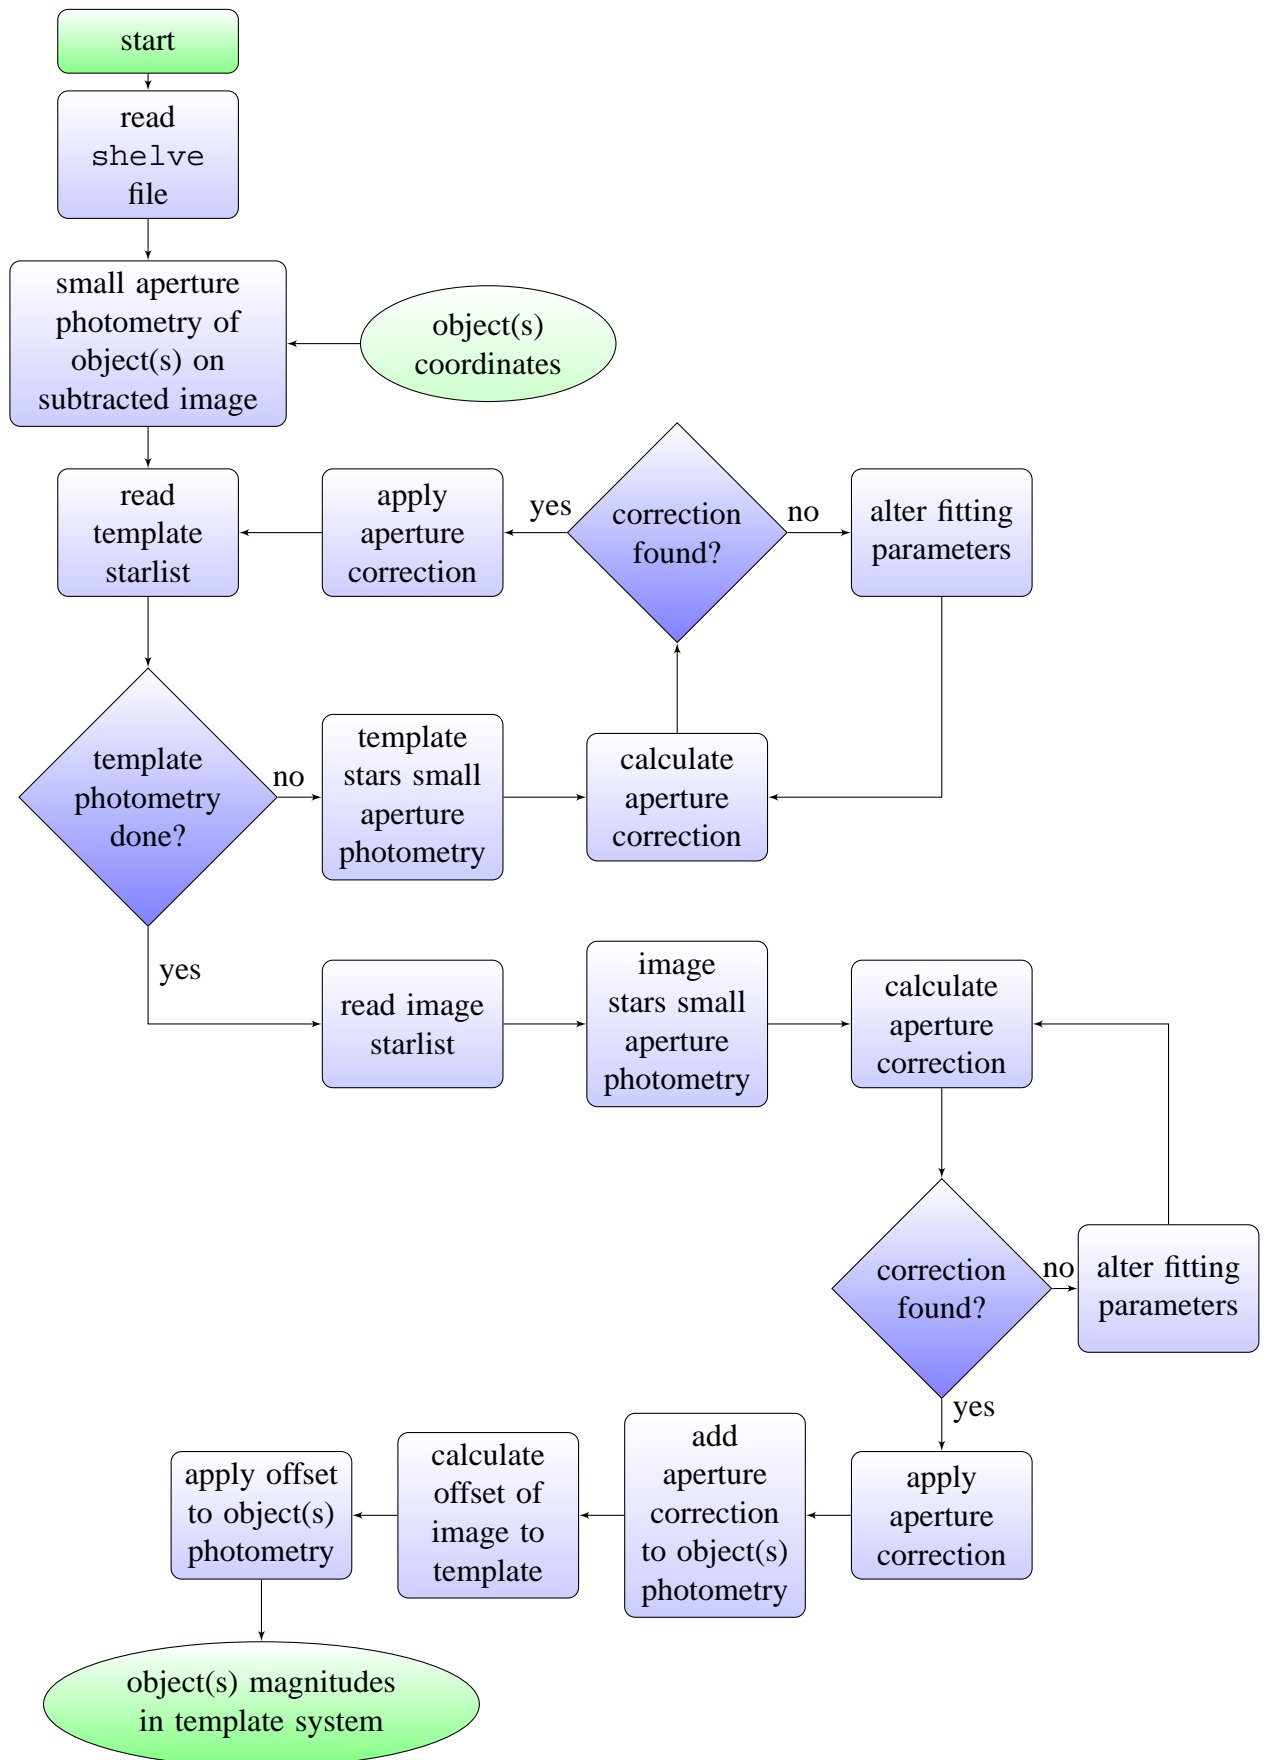 start
read
shelve
file
small aperture
photometry of
object(s) on
subtracted image
object(s)
coordinates
read
template
starlist
apply
aperture
correction
yes
correction
found?
no
alter fitting
parameters
template
photometry
done?
no
template
stars small
aperture
photometry
calculate
aperture
correction
yes
read image
starlist
image
stars small
aperture
photometry
calculate
aperture
correction
correction
found?
no
alter fitting
parameters
yes
apply
aperture
correction
add
aperture
correction
to object(s)
photometry
calculate
offset of
image to
template
apply offset
to object(s)
photometry
object(s) magnitudes
in template system